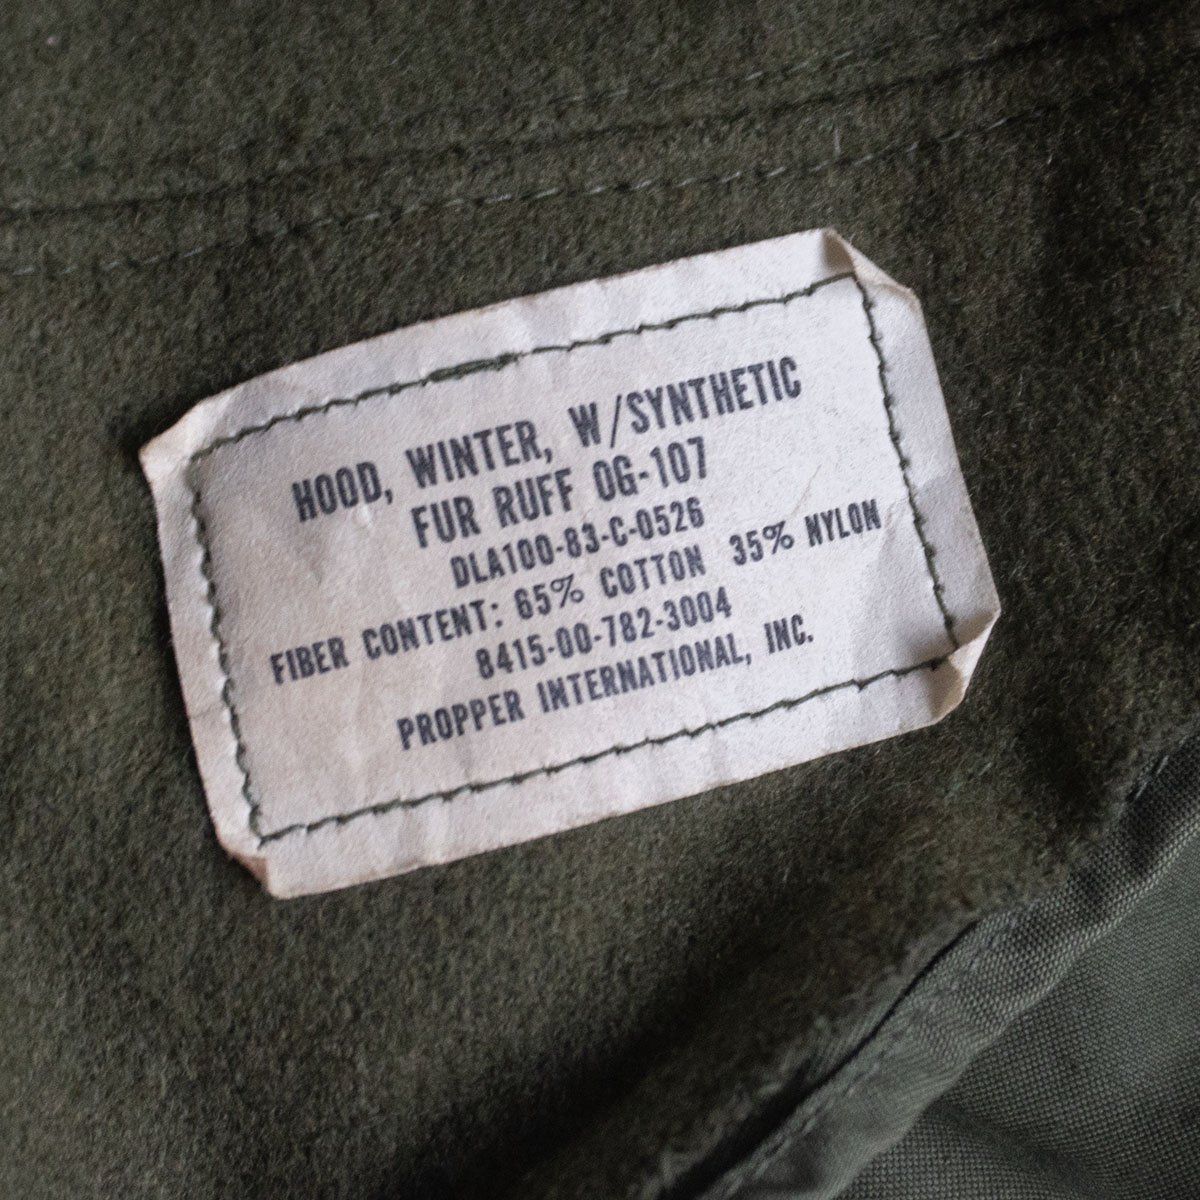 HOOD, WINTER, W/SYNTHETIC
FUR RUFF OG-107
DLA100-83-C-0526
FIBER CONTENT: 65% COTTON 35% NYLON
8415-00-782-3004
PROPPER INTERNATIONAL, INC.